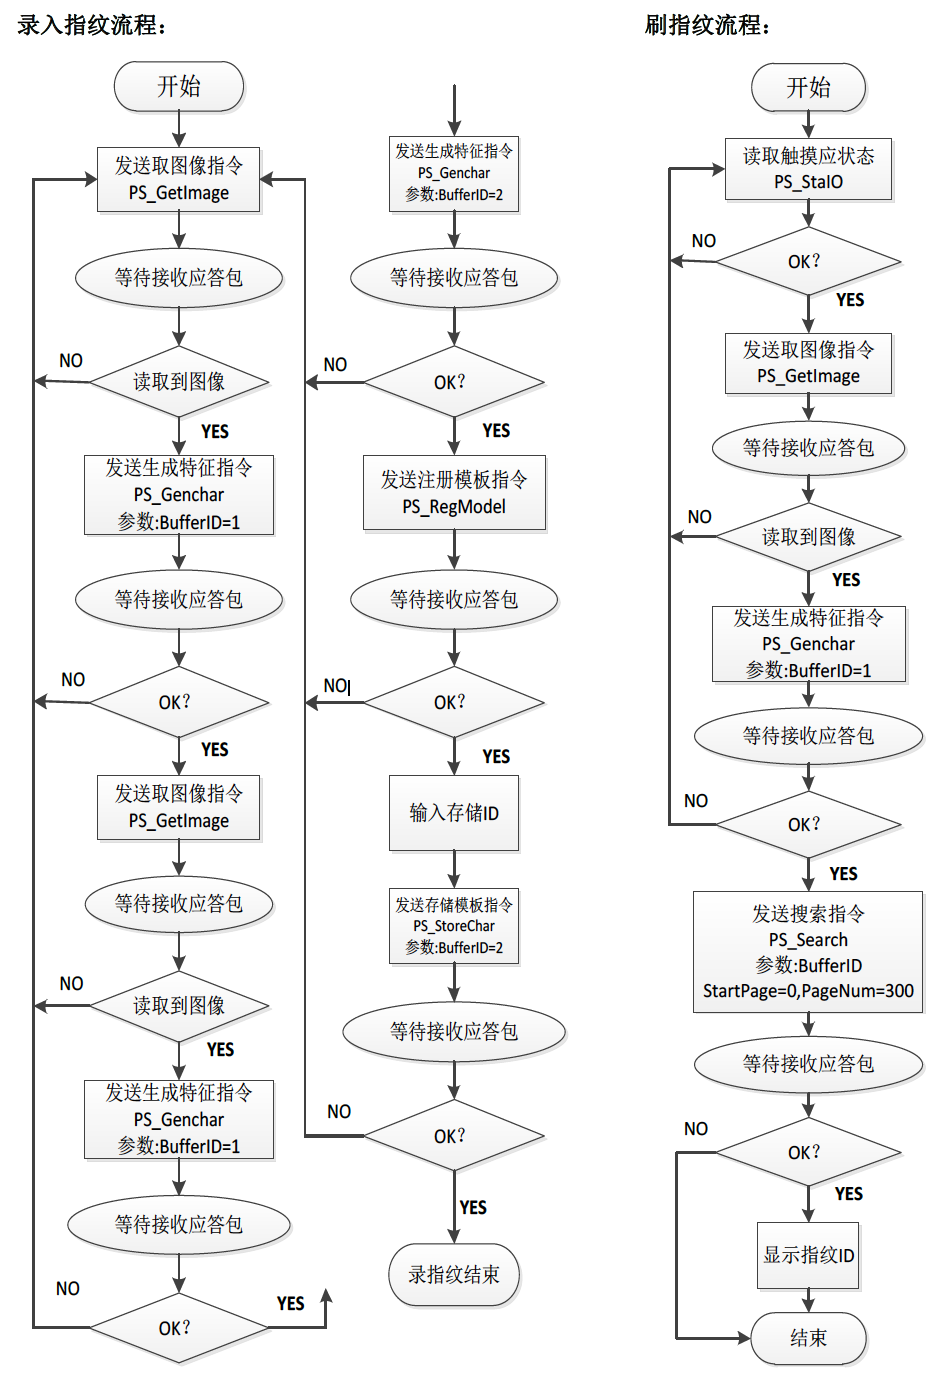 录入指纹流程：
开始
发送取图像指令
PS_GetImage
等待接收应答包
读取到图像
NO
YES
发送生成特征指令
PS_Genchar
参数:BufferID=1
等待接收应答包
OK?
NO
YES
发送取图像指令
PS_GetImage
等待接收应答包
读取到图像
NO
YES
发送生成特征指令
PS_Genchar
参数:BufferID=1
等待接收应答包
OK?
NO
YES
发送生成特征指令
PS_Genchar
参数:BufferID=2
等待接收应答包
OK?
NO
YES
发送注册模板指令
PS_RegModel
等待接收应答包
OK?
NO
YES
输入存储ID
发送存储模板指令
PS_StoreChar
参数:BufferID=2
等待接收应答包
OK?
NO
YES
录指纹结束
刷指纹流程：
开始
读取触摸应状态
PS_StaIO
OK?
NO
YES
发送取图像指令
PS_GetImage
等待接收应答包
读取到图像
NO
YES
发送生成特征指令
PS_Genchar
参数:BufferID=1
等待接收应答包
OK?
NO
YES
发送搜索指令
PS_Search
参数:BufferID
StartPage=0,PageNum=300
等待接收应答包
OK?
NO
YES
显示指纹ID
结束